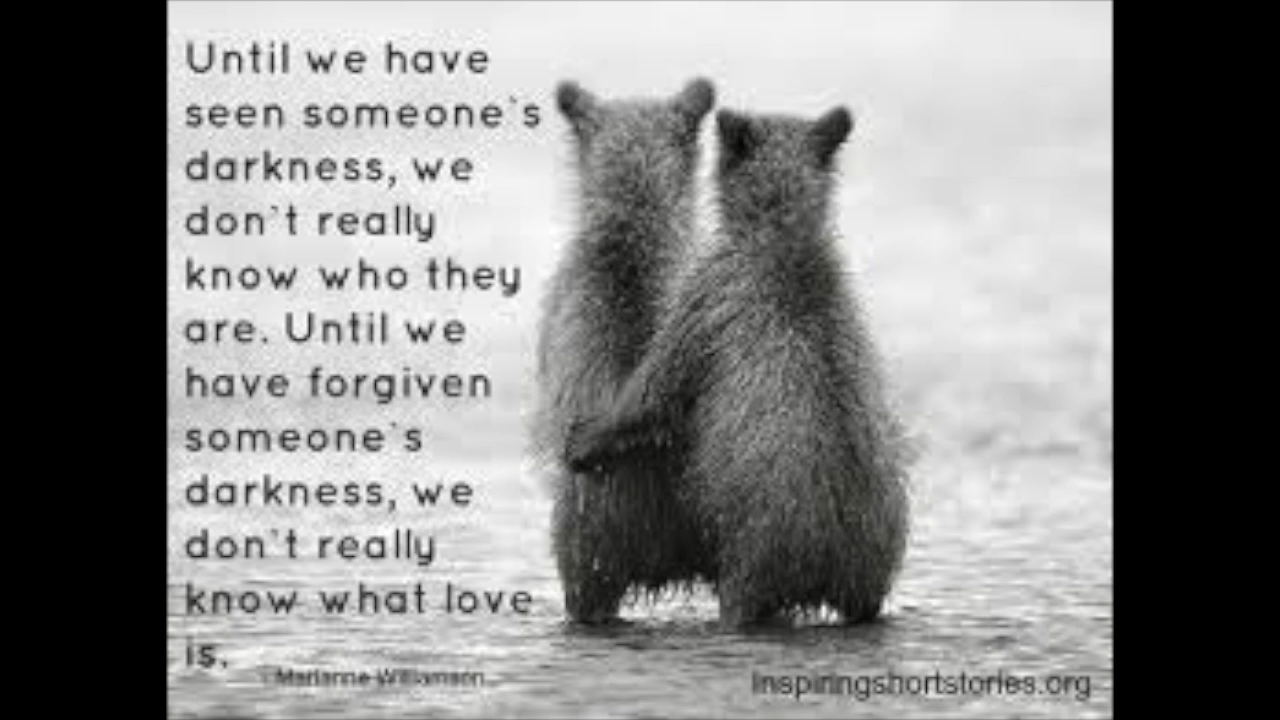 Until we have
seen someone`s
darkness, we
don`t really
know who they
are. Until we
have forgiven
someone`s
darkness, we
don`t really
know what love
is.
Marianne Williamson
Inspiringshortstories.org